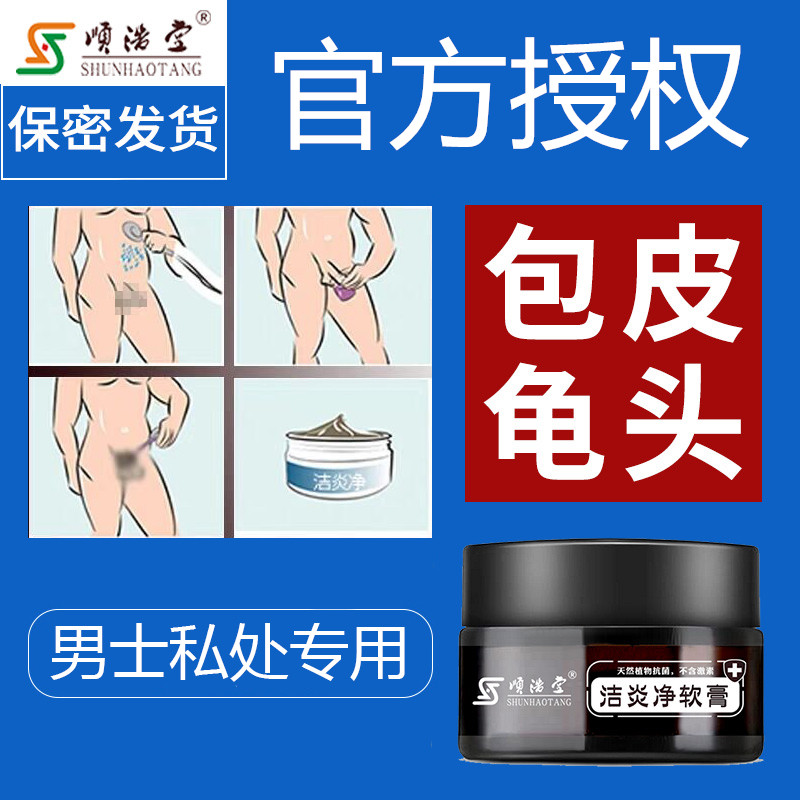 顺浩堂®
SHUNHAOTANG
保密发货
官方授权
包皮
龟头
洁炎净
男士私处专用
天然植物抗菌，不含激素
顺浩堂®
SHUNHAOTANG
洁炎净软膏